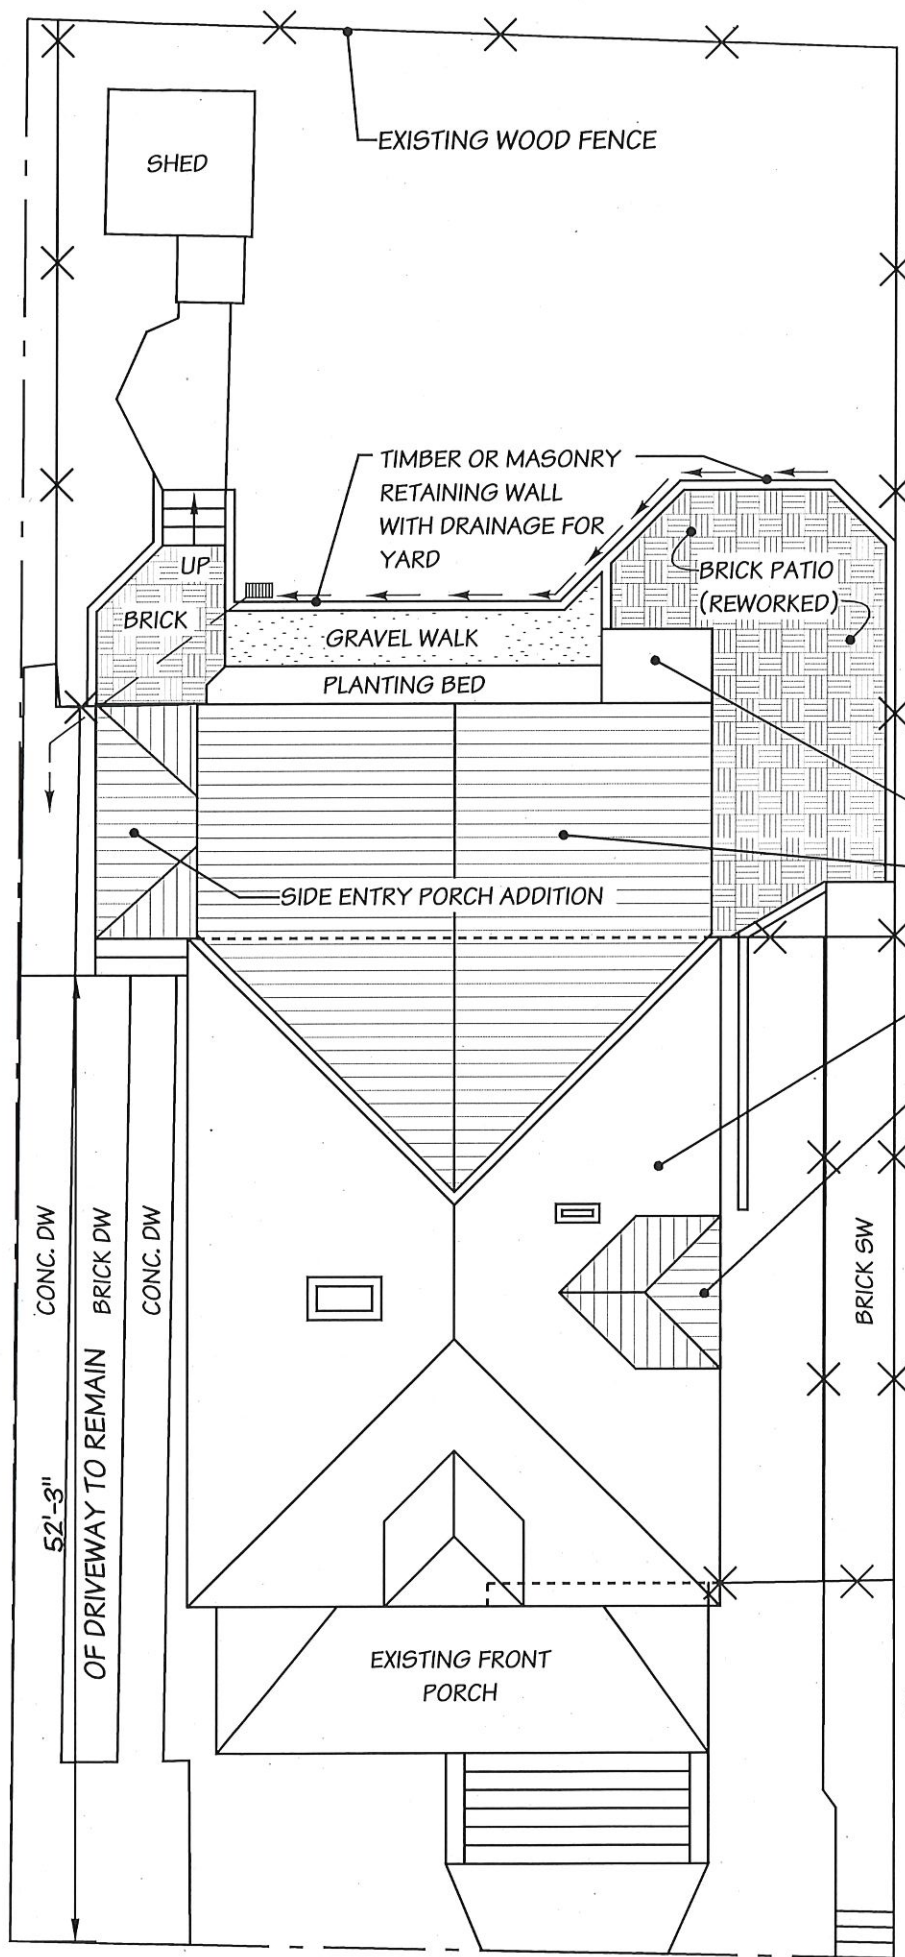 EXISTING WOOD FENCE
SHED
TIMBER OR MASONRY
RETAINING WALL
WITH DRAINAGE FOR
YARD
UP
BRICK
BRICK PATIO
(REWORKED)
GRAVEL WALK
PLANTING BED
SIDE ENTRY PORCH ADDITION
CONC. DW
BRICK DW
CONC. DW
BRICK SW
52'-3"
OF DRIVEWAY TO REMAIN
EXISTING FRONT
PORCH